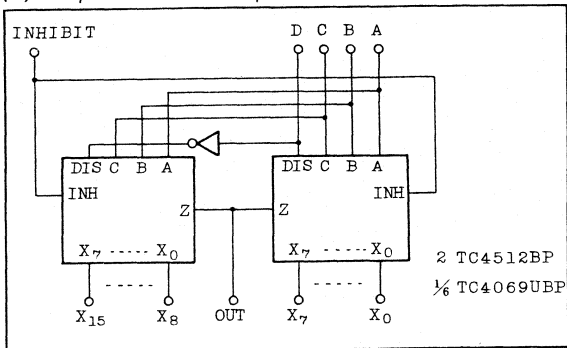 INHIBIT
D C B A
DIS C B A
INH
Z
X7 ----- X0
DIS C B A
INH
Z
X7 ----- X0
2 TC4512BP
1/6 TC4069UBP
X15 ----- X8
OUT
X7 ----- X0